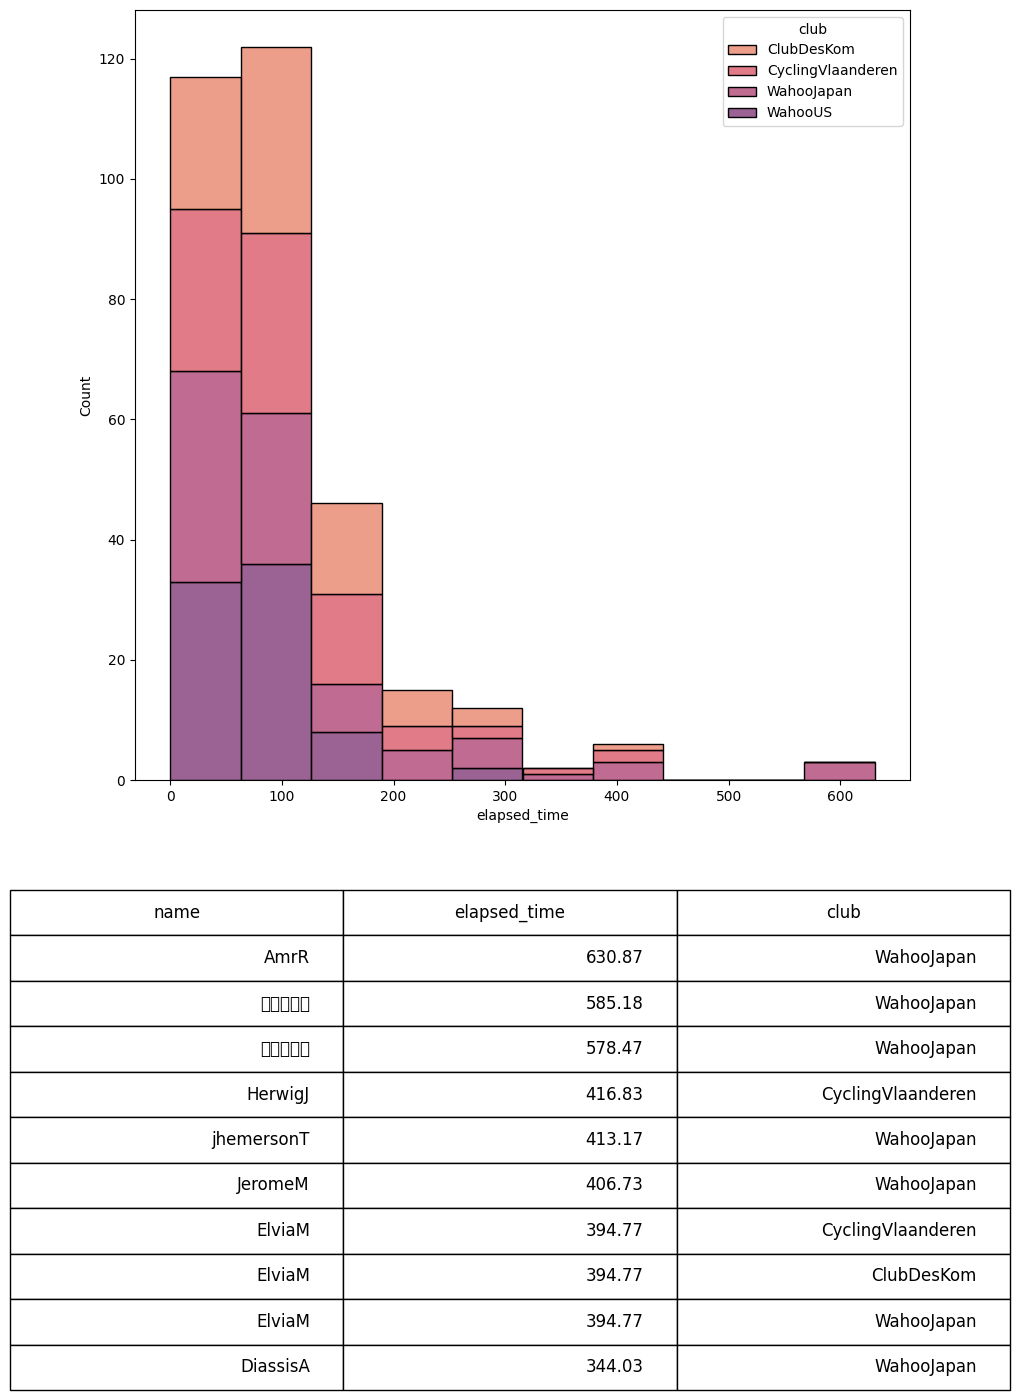 club
ClubDesKom
CyclingVlaanderen
WahooJapan
WahooUS
120
100
80
60
40
20
0
Count
0 100 200 300 400 500 600
elapsed_time
name elapsed_time club
AmrR 630.87 WahooJapan
585.18 WahooJapan
578.47 WahooJapan
HerwigJ 416.83 CyclingVlaanderen
jhemersonT 413.17 WahooJapan
JeromeM 406.73 WahooJapan
ElviaM 394.77 CyclingVlaanderen
ElviaM 394.77 ClubDesKom
ElviaM 394.77 WahooJapan
DiassisA 344.03 WahooJapan